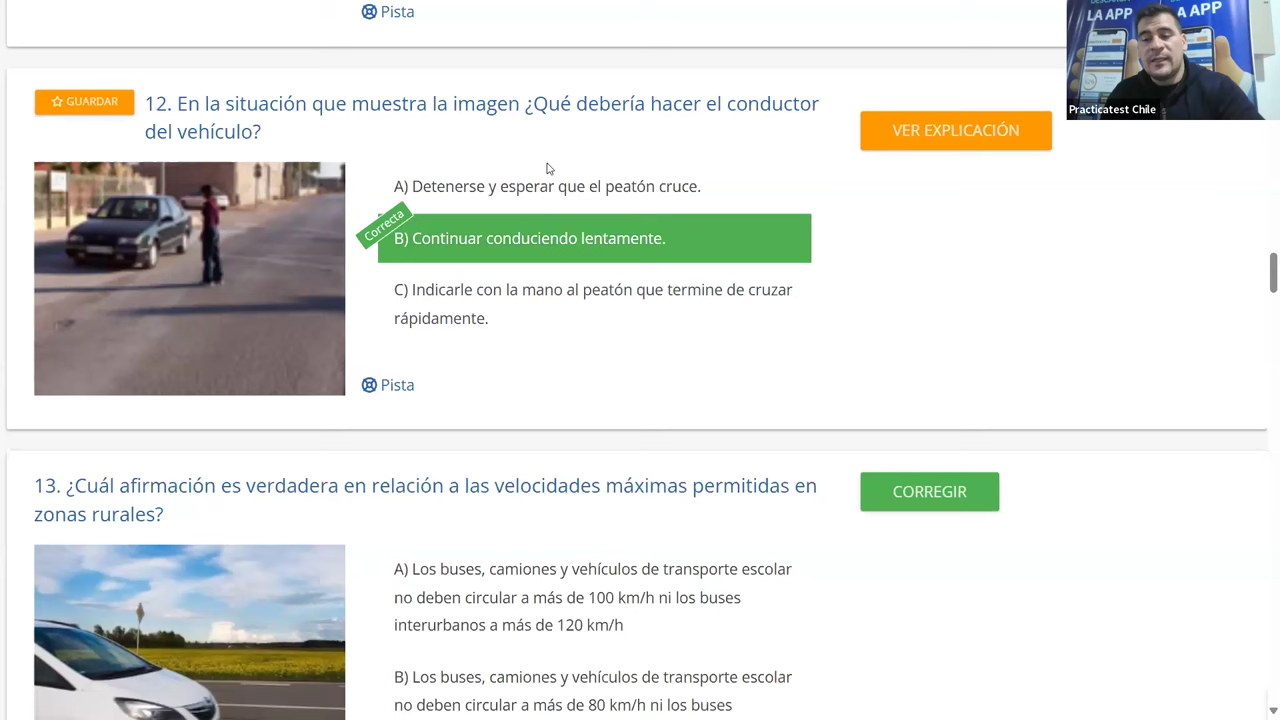 Pista
LA APP
LA APP
Practicatest Chile
GUARDAR
12. En la situación que muestra la imagen ¿Qué debería hacer el conductor
del vehículo?
VER EXPLICACIÓN
A) Detenerse y esperar que el peatón cruce.
Correcta
B) Continuar conduciendo lentamente.
C) Indicarle con la mano al peatón que termine de cruzar
rápidamente.
Pista
13. ¿Cuál afirmación es verdadera en relación a las velocidades máximas permitidas en
zonas rurales?
CORREGIR
A) Los buses, camiones y vehículos de transporte escolar
no deben circular a más de 100 km/h ni los buses
interurbanos a más de 120 km/h
B) Los buses, camiones y vehículos de transporte escolar
no deben circular a más de 80 km/h ni los buses